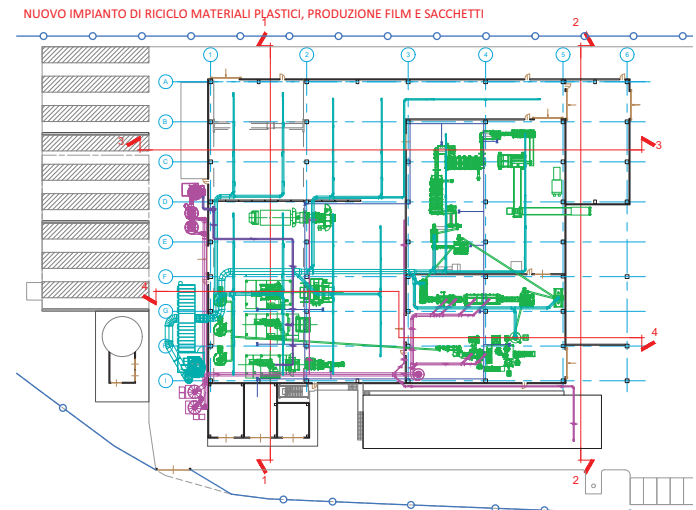 NUOVO IMPIANTO DI RICICLO MATERIALI PLASTICI, PRODUZIONE FILM E SACCHETTI
1 2
1 2 3 4 5 6
A
B
3 3
C
D
E
F
4
G
4
I
1 2